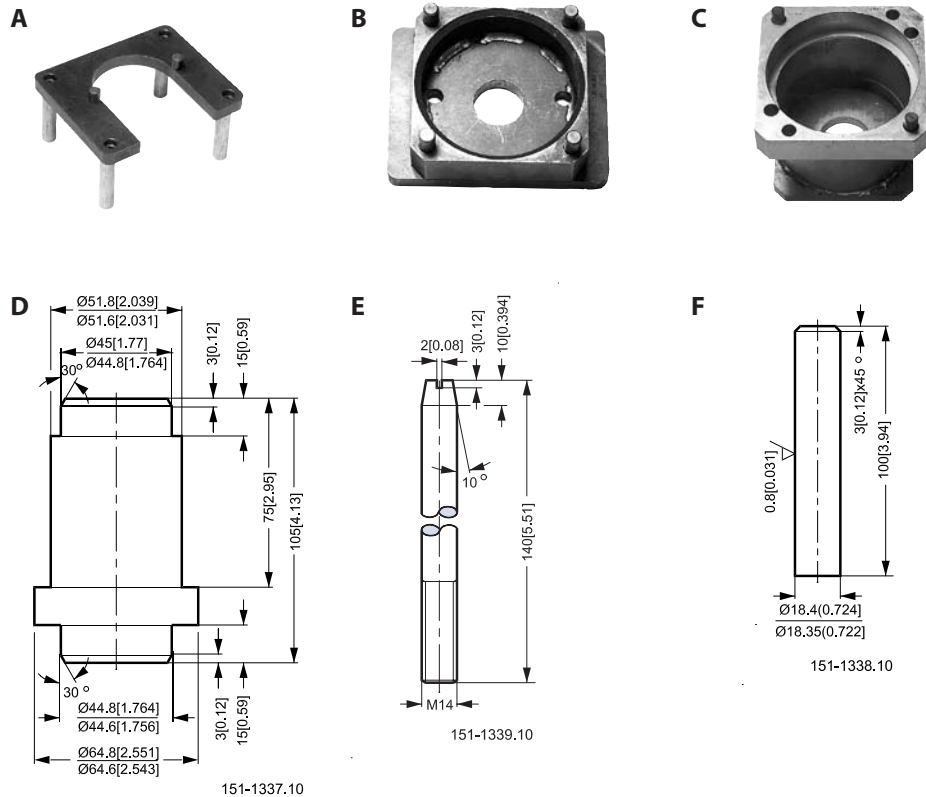 A
B
C
D
Ø51.8[2.039]
Ø51.6[2.031]
Ø45[1.77]
Ø44.8[1.764]
30°
3[0.12]
15[0.59]
75[2.95]
105[4.13]
30°
Ø44.8[1.764]
Ø44.6[1.756]
3[0.12]
15[0.59]
Ø64.8[2.551]
Ø64.6[2.543]
151-1337.10
E
2[0.08]
3[0.12]
10[0.394]
10°
140[5.51]
M14
151-1339.10
F
3[0.12]x45°
0.8[0.031]
100[3.94]
Ø18.4(0.724)
Ø18.35(0.722)
151-1338.10